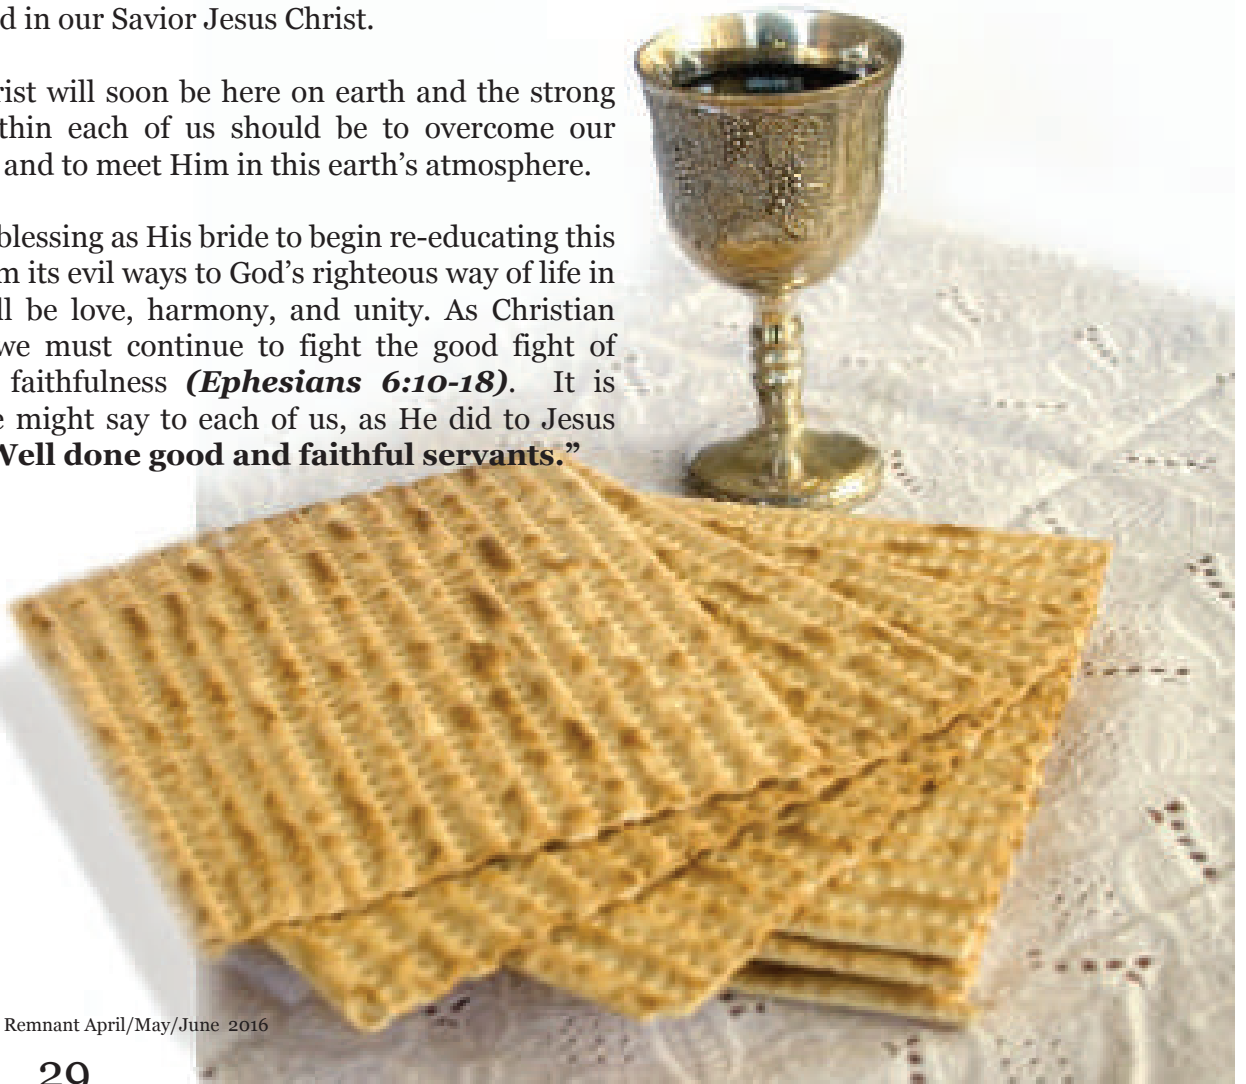 d in our Savior Jesus Christ.
rist will soon be here on earth and the strong
thin each of us should be to overcome our
and to meet Him in this earth's atmosphere.
blessing as His bride to begin re-educating this
m its evil ways to God's righteous way of life in
ll be love, harmony, and unity. As Christian
we must continue to fight the good fight of
faithfulness (Ephesians 6:10-18). It is
e might say to each of us, as He did to Jesus
Well done good and faithful servants.”
Remnant April/May/June 2016
29